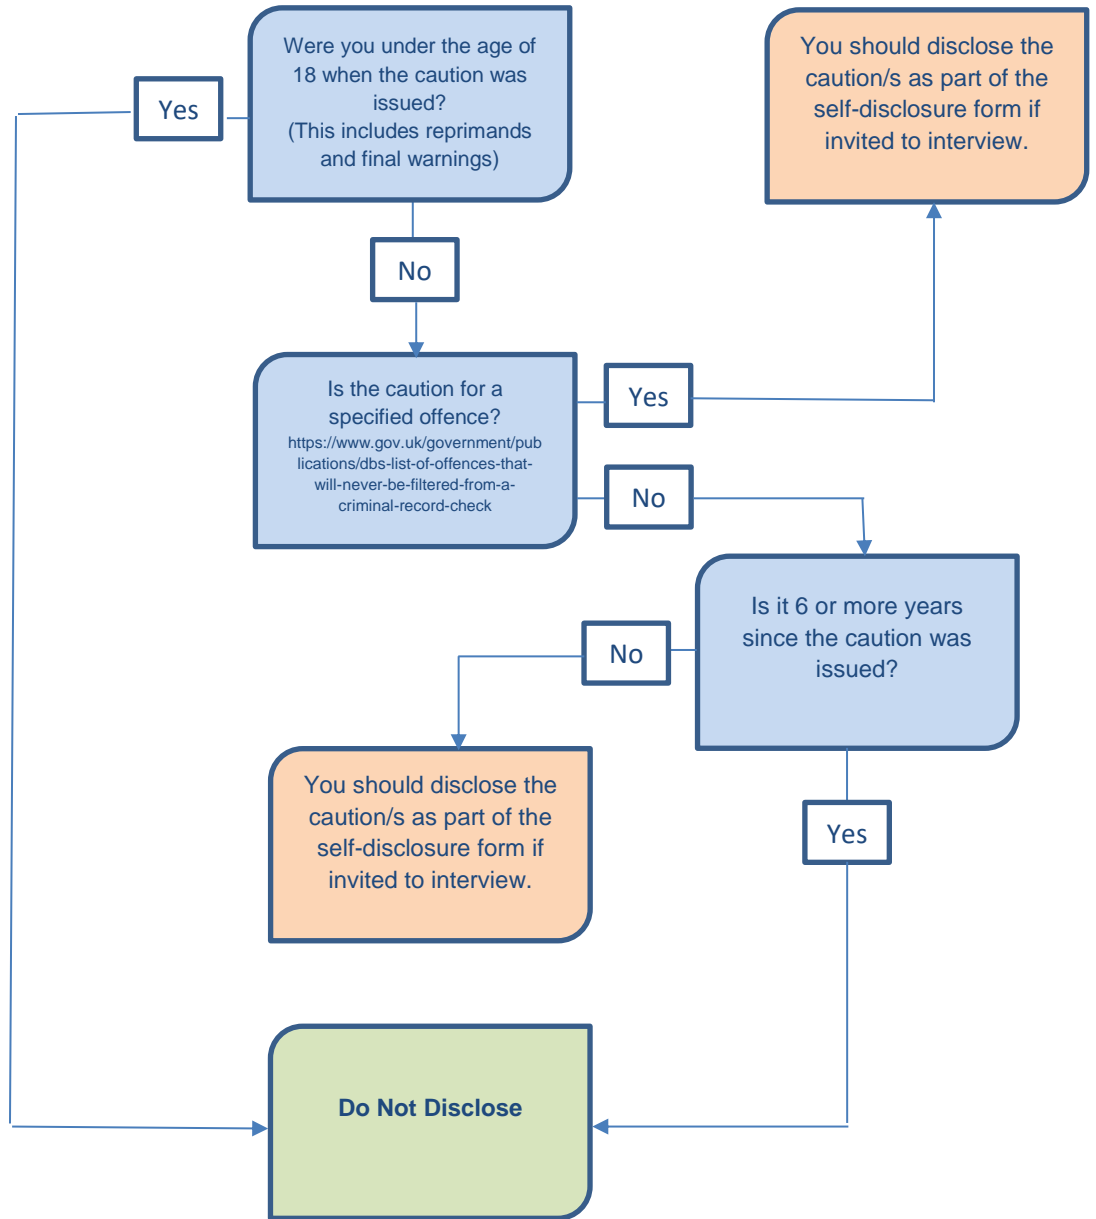 Were you under the age of
18 when the caution was
issued?
(This includes reprimands
and final warnings)
Yes
You should disclose the
caution/s as part of the
self-disclosure form if
invited to interview.
No
Is the caution for a
specified offence?
https://www.gov.uk/government/pub
lications/dbs-list-of-offences-that-
will-never-be-filtered-from-a-
criminal-record-check
Yes
No
Is it 6 or more years
since the caution was
issued?
No
You should disclose the
caution/s as part of the
self-disclosure form if
invited to interview.
Yes
Do Not Disclose